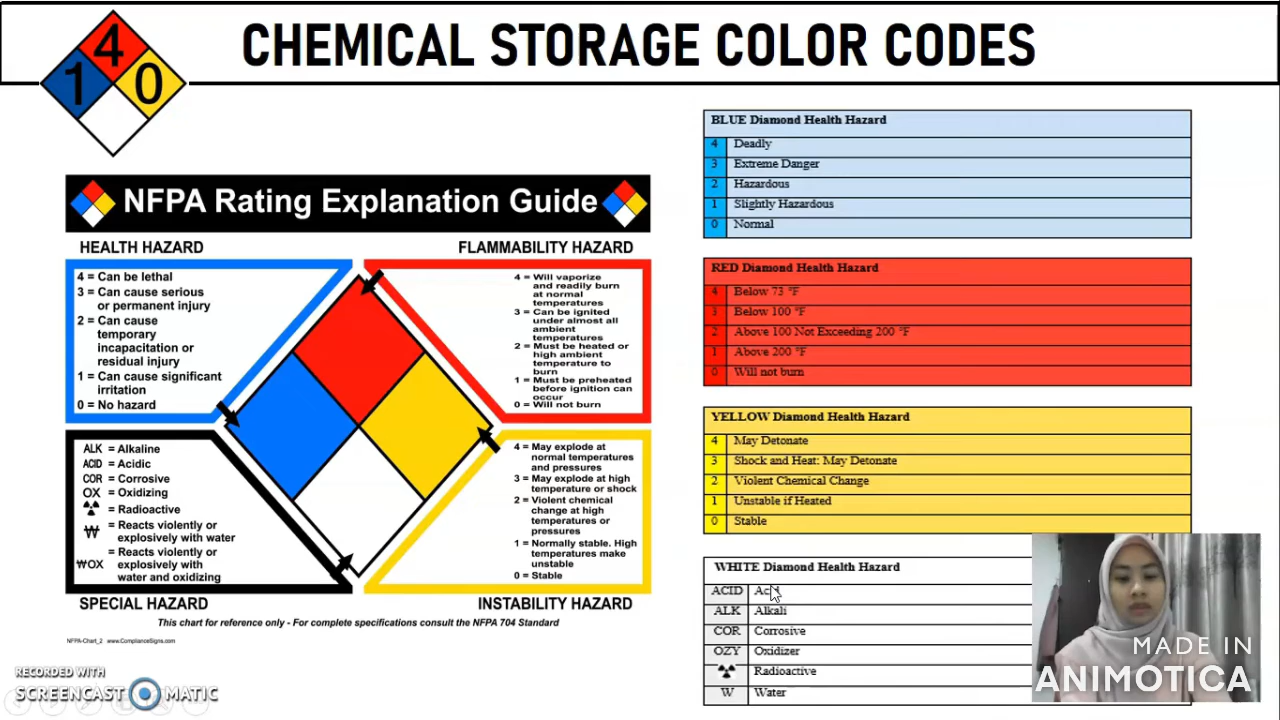 4
1 0
CHEMICAL STORAGE COLOR CODES
NFPA Rating Explanation Guide
HEALTH HAZARD
4 = Can be lethal
3 = Can cause serious
or permanent injury
2 = Can cause
temporary
incapacitation or
residual injury
1 = Can cause significant
irritation
0 = No hazard
FLAMMABILITY HAZARD
4 = Will vaporize
and readily burn
at normal
temperatures
3 = Can be ignited
under almost all
ambient
temperatures
2 = Must be heated or
high ambient
temperature to
burn
1 = Must be preheated
before ignition can
occur
0 = Will not burn
ALK = Alkaline
ACID = Acidic
COR = Corrosive
OX = Oxidizing
= Radioactive
W = Reacts violently or
explosively with water
WOX = Reacts violently or
explosively with
water and oxidizing
SPECIAL HAZARD
4 = May explode at
normal temperatures
and pressures
3 = May explode at high
temperature or shock
2 = Violent chemical
change at high
temperatures or
pressures
1 = Normally stable. High
temperatures make
unstable
0 = Stable
INSTABILITY HAZARD
This chart for reference only - For complete specifications consult the NFPA 704 Standard
NFPA-Chart_2 www.ComplianceSigns.com
BLUE Diamond Health Hazard
4 Deadly
3 Extreme Danger
2 Hazardous
1 Slightly Hazardous
0 Normal
RED Diamond Health Hazard
4 Below 73 °F
3 Below 100 °F
2 Above 100 Not Exceeding 200 °F
1 Above 200 °F
0 Will not burn
YELLOW Diamond Health Hazard
4 May Detonate
3 Shock and Heat: May Detonate
2 Violent Chemical Change
1 Unstable if Heated
0 Stable
WHITE Diamond Health Hazard
ACID Acid
ALK Alkali
COR Corrosive
OZY Oxidizer
Radioactive
W Water
RECORDED WITH
SCREENCAST MATIC
MADE IN
ANIMOTICA